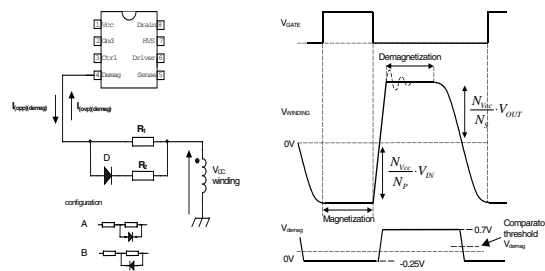 1 Vcc Drain 8
2 Gnd HVS 7
3 Ctrl Driver 6
4 Demag Sense 5
I(opp)(demag)
I(ovp)(demag)
R1
D
R2
VCC
winding
configuration
A
B
VGATE
Demagnetization
VWINDING
0V
NVcc/NS · VOUT
NVcc/NP · VIN
Magnetization
Vdemag
0V
0.7V
-0.25V
Comparato
threshold
Vdemag